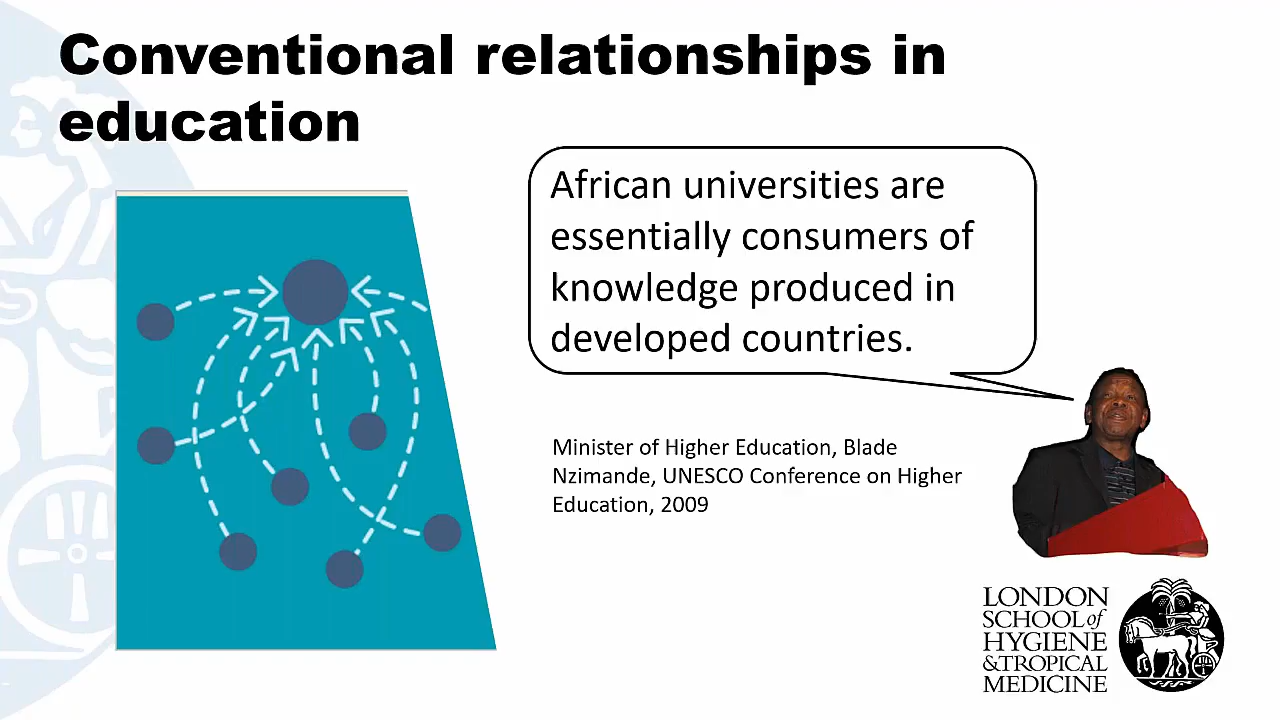 Conventional relationships in
education
African universities are
essentially consumers of
knowledge produced in
developed countries.
Minister of Higher Education, Blade
Nzimande, UNESCO Conference on Higher
Education, 2009
LONDON
SCHOOL of
HYGIENE
& TROPICAL
MEDICINE